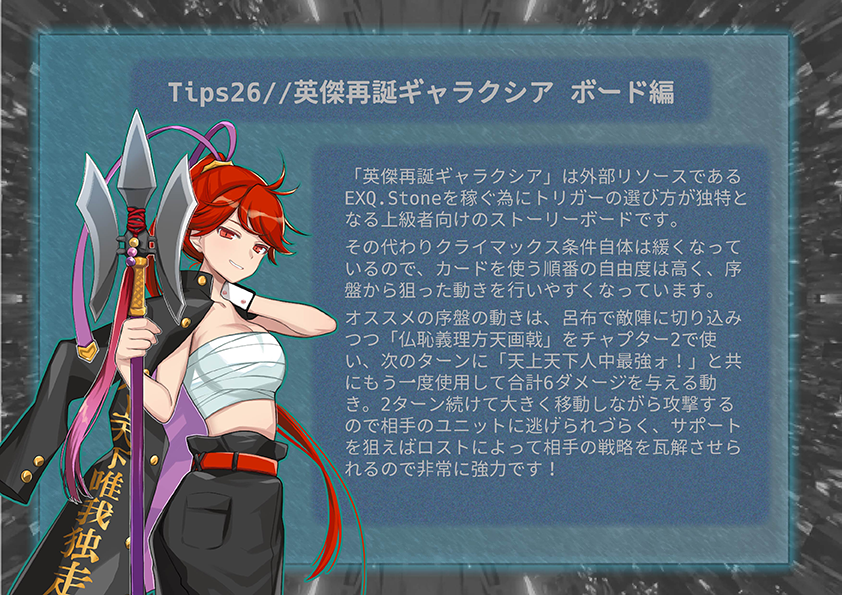 Tips26//英傑再誕ギャラクシア ボード編
「英傑再誕ギャラクシア」は外部リソースである
EXQ.Stoneを稼ぐ為にトリガーの選び方が独特と
なる上級者向けのストーリーボードです。
その代わりクライマックス条件自体は緩くなって
いるので、カードを使う順番の自由度は高く、序
盤から狙った動きを行いやすくなっています。
オススメの序盤の動きは、呂布で敵陣に切り込み
つつ「仏恥義理方天画戟」をチャプター2で使
い、次のターンに「天上天下人中最強ォ！」と共
にもう一度使用して合計6ダメージを与える動
き。2ターン続けて大きく移動しながら攻撃する
ので相手のユニットに逃げられづらく、サポート
を狙えばロストによって相手の戦略を瓦解させら
れるので非常に強力です！
天下唯我独走